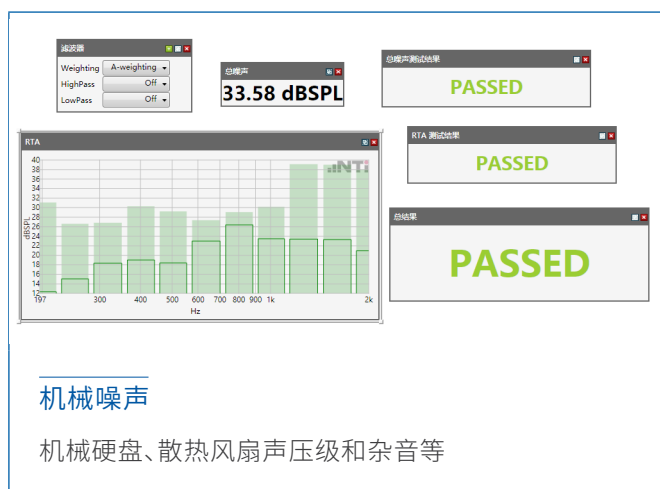 滤波器
Weighting A-weighting
HighPass Off
LowPass Off
总噪声
33.58 dBSPL
总噪声测试结果
PASSED
RTA 测试结果
PASSED
总结果
PASSED
RTA
NTi
dBSPL
40
38
36
34
32
30
28
26
24
22
20
18
16
14
12
197 300 400 500 600 700 800 900 1k 2k
Hz
机械噪声
机械硬盘、散热风扇声压级和杂音等